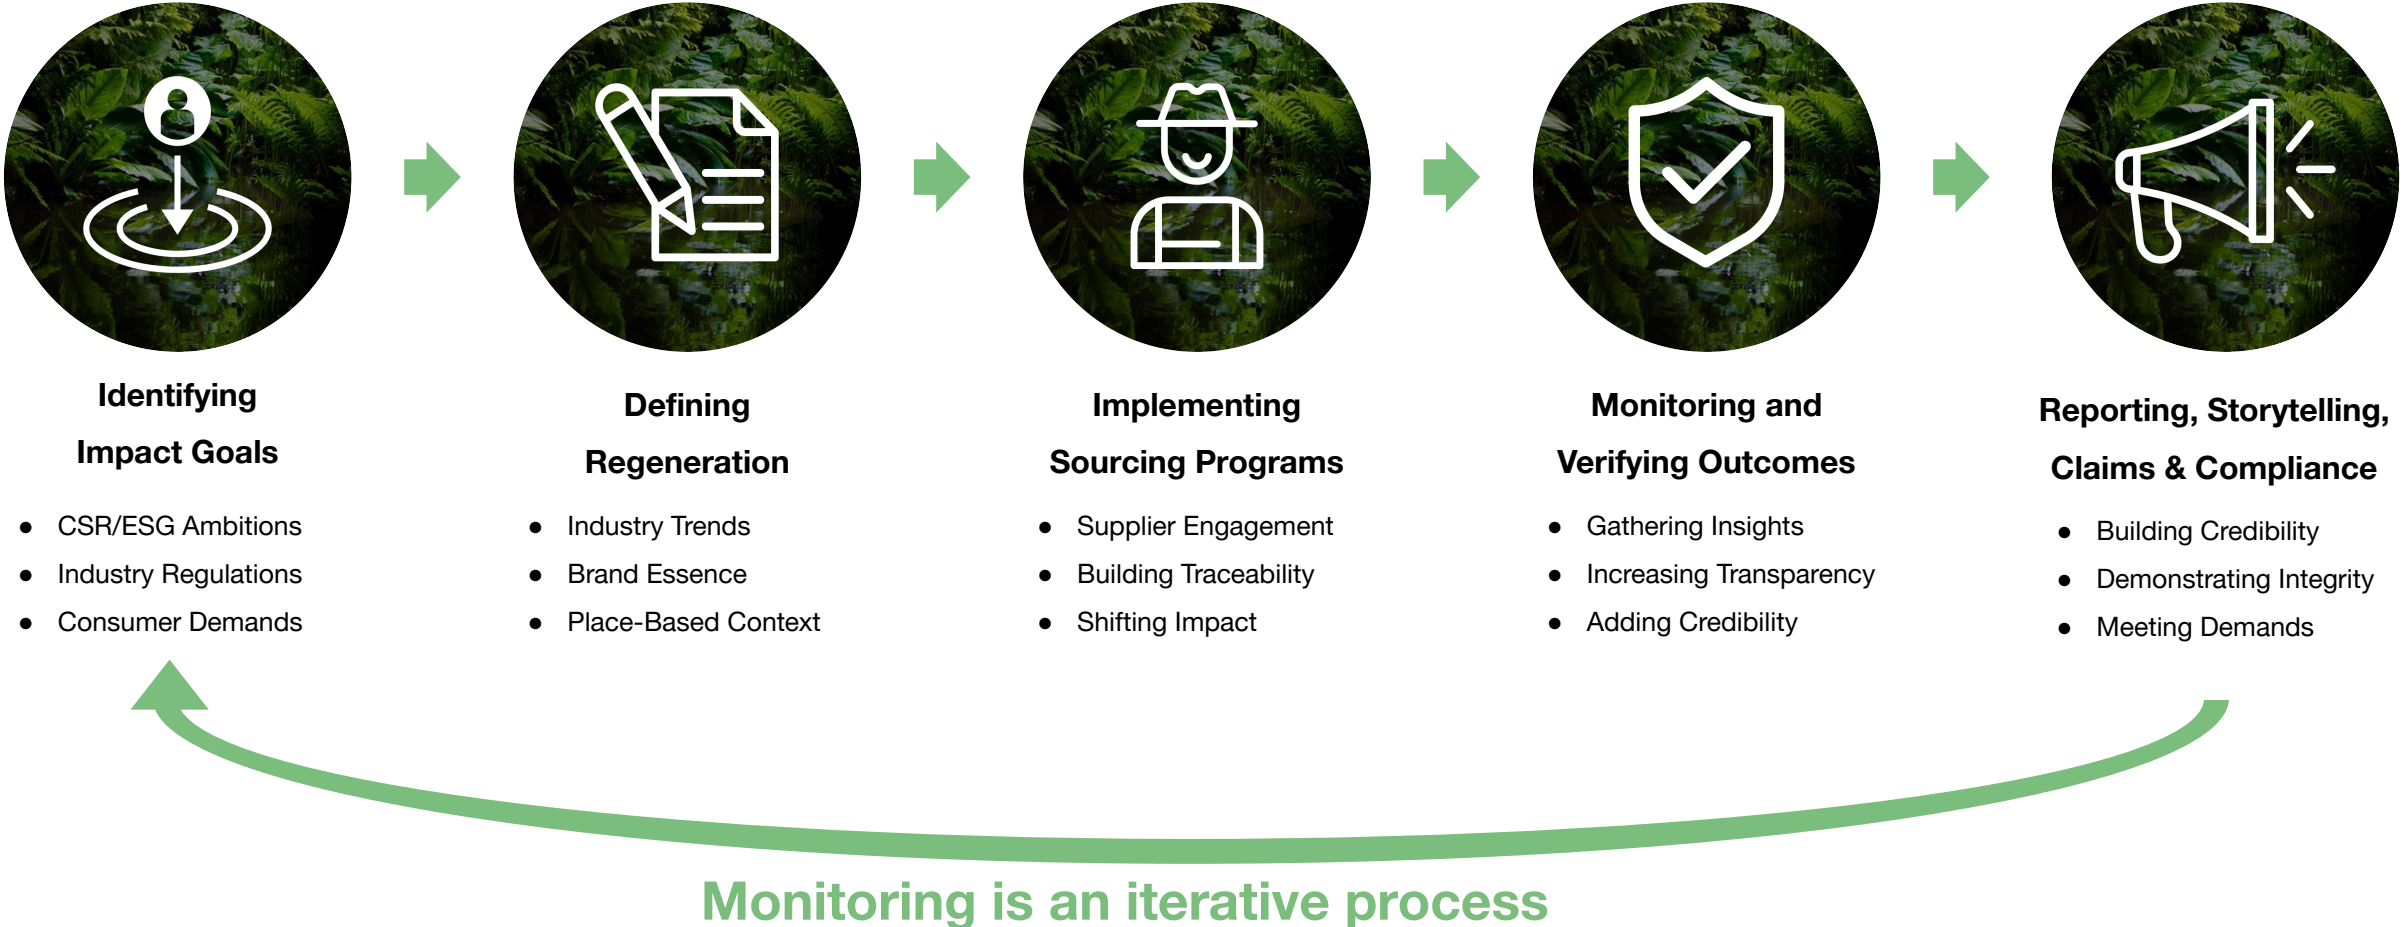 Identifying
Impact Goals
● CSR/ESG Ambitions
● Industry Regulations
● Consumer Demands
Defining
Regeneration
● Industry Trends
● Brand Essence
● Place-Based Context
Implementing
Sourcing Programs
● Supplier Engagement
● Building Traceability
● Shifting Impact
Monitoring and
Verifying Outcomes
● Gathering Insights
● Increasing Transparency
● Adding Credibility
Reporting, Storytelling,
Claims & Compliance
● Building Credibility
● Demonstrating Integrity
● Meeting Demands
Monitoring is an iterative process